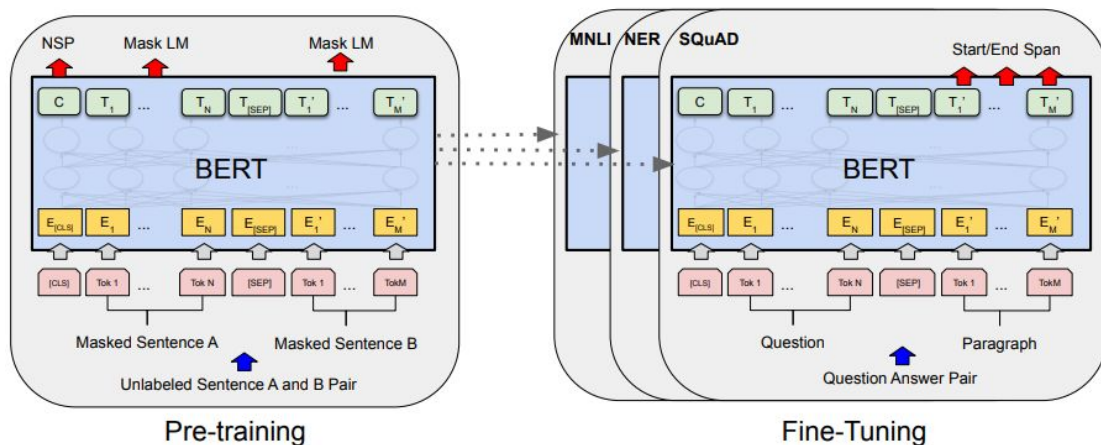 NSP Mask LM Mask LM
C T1 ... TN T[SEP] T1' ... TM'
BERT
E[CLS] E1 ... EN E[SEP] E1' ... EM'
[CLS] Tok 1 ... Tok N [SEP] Tok 1 ... TokM
Masked Sentence A Masked Sentence B
Unlabeled Sentence A and B Pair
Pre-training
MNLI NER SQuAD
Start/End Span
C T1 ... TN T[SEP] T1' ... TM'
BERT
E[CLS] E1 ... EN E[SEP] E1' ... EM'
[CLS] Tok 1 ... Tok N [SEP] Tok 1 ... TokM
Question Paragraph
Question Answer Pair
Fine-Tuning